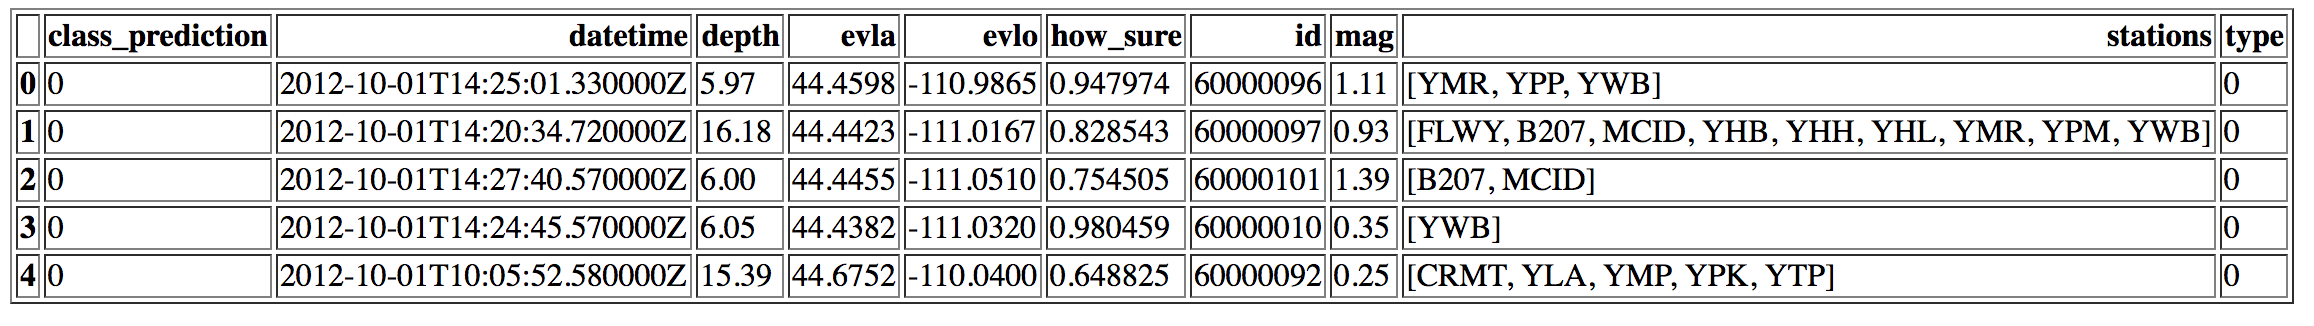 class_prediction datetime depth evla evlo how_sure id mag stations type
0 0 2012-10-01T14:25:01.330000Z 5.97 44.4598 -110.9865 0.947974 60000096 1.11 [YMR, YPP, YWB] 0
1 0 2012-10-01T14:20:34.720000Z 16.18 44.4423 -111.0167 0.828543 60000097 0.93 [FLWY, B207, MCID, YHB, YHH, YHL, YMR, YPM, YWB] 0
2 0 2012-10-01T14:27:40.570000Z 6.00 44.4455 -111.0510 0.754505 60000101 1.39 [B207, MCID] 0
3 0 2012-10-01T14:24:45.570000Z 6.05 44.4382 -111.0320 0.980459 60000010 0.35 [YWB] 0
4 0 2012-10-01T10:05:52.580000Z 15.39 44.6752 -110.0400 0.648825 60000092 0.25 [CRMT, YLA, YMP, YPK, YTP] 0